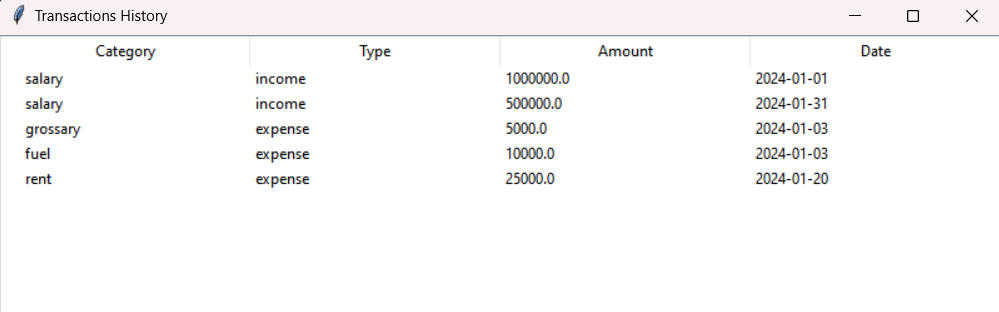 Transactions History
Category Type Amount Date
salary income 1000000.0 2024-01-01
salary income 500000.0 2024-01-31
grossary expense 5000.0 2024-01-03
fuel expense 10000.0 2024-01-03
rent expense 25000.0 2024-01-20